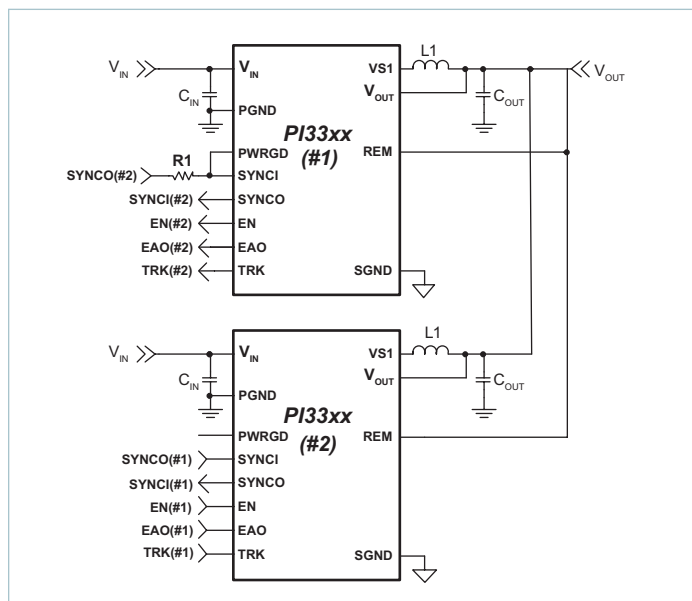 L1
V_IN
V_IN
VS1
V_OUT
V_OUT
C_IN
C_OUT
PGND
PI33xx
(#1)
PWRGD
REM
R1
SYNCO(#2)
SYNCI
SYNCI(#2)
SYNCO
EN(#2)
EN
EAO(#2)
EAO
TRK(#2)
TRK
SGND
L1
V_IN
V_IN
VS1
V_OUT
C_IN
C_OUT
PGND
PI33xx
(#2)
PWRGD
REM
SYNCO(#1)
SYNCI
SYNCI(#1)
SYNCO
EN(#1)
EN
EAO(#1)
EAO
TRK(#1)
TRK
SGND